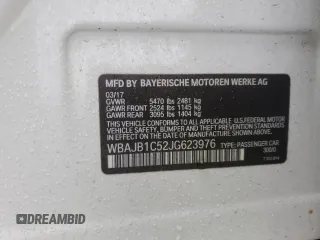 MFD. BY BAYERISCHE MOTOREN WERKE AG
03/17
GVWR 5470 lbs 2481 kg
GAWR FRONT 2524 lbs 1145 kg
GAWR REAR 3095 lbs 1404 kg
THIS VEHICLE CONFORMS TO ALL APPLICABLE
U.S. FEDERAL MOTOR VEHICLE SAFETY,
BUMPER, AND THEFT PREVENTION STANDARDS
IN EFFECT ON THE DATE OF MANUFACTURE
SHOWN ABOVE.
WBAJB1C52JG623976 TYPE: PASSENGER CAR
300/0
DREAMBID